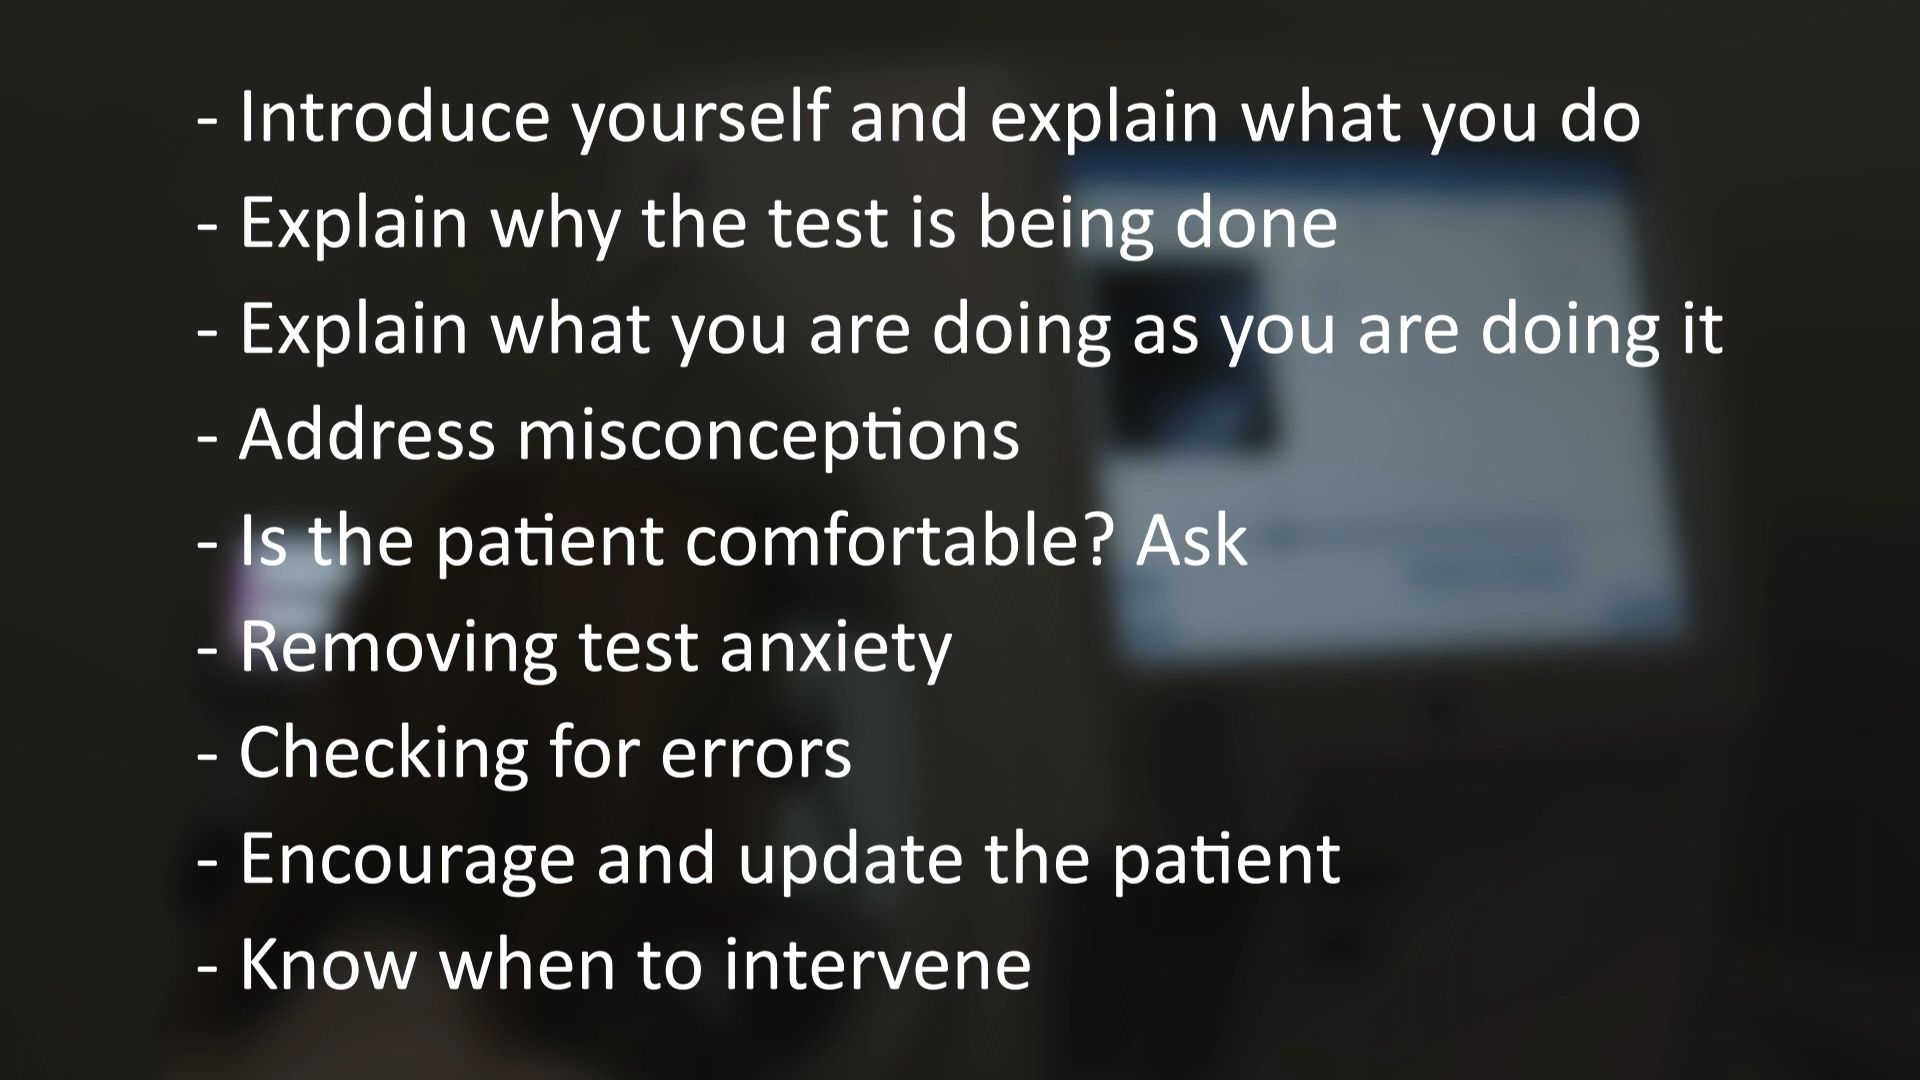 - Introduce yourself and explain what you do
- Explain why the test is being done
- Explain what you are doing as you are doing it
- Address misconceptions
- Is the patient comfortable? Ask
- Removing test anxiety
- Checking for errors
- Encourage and update the patient
- Know when to intervene